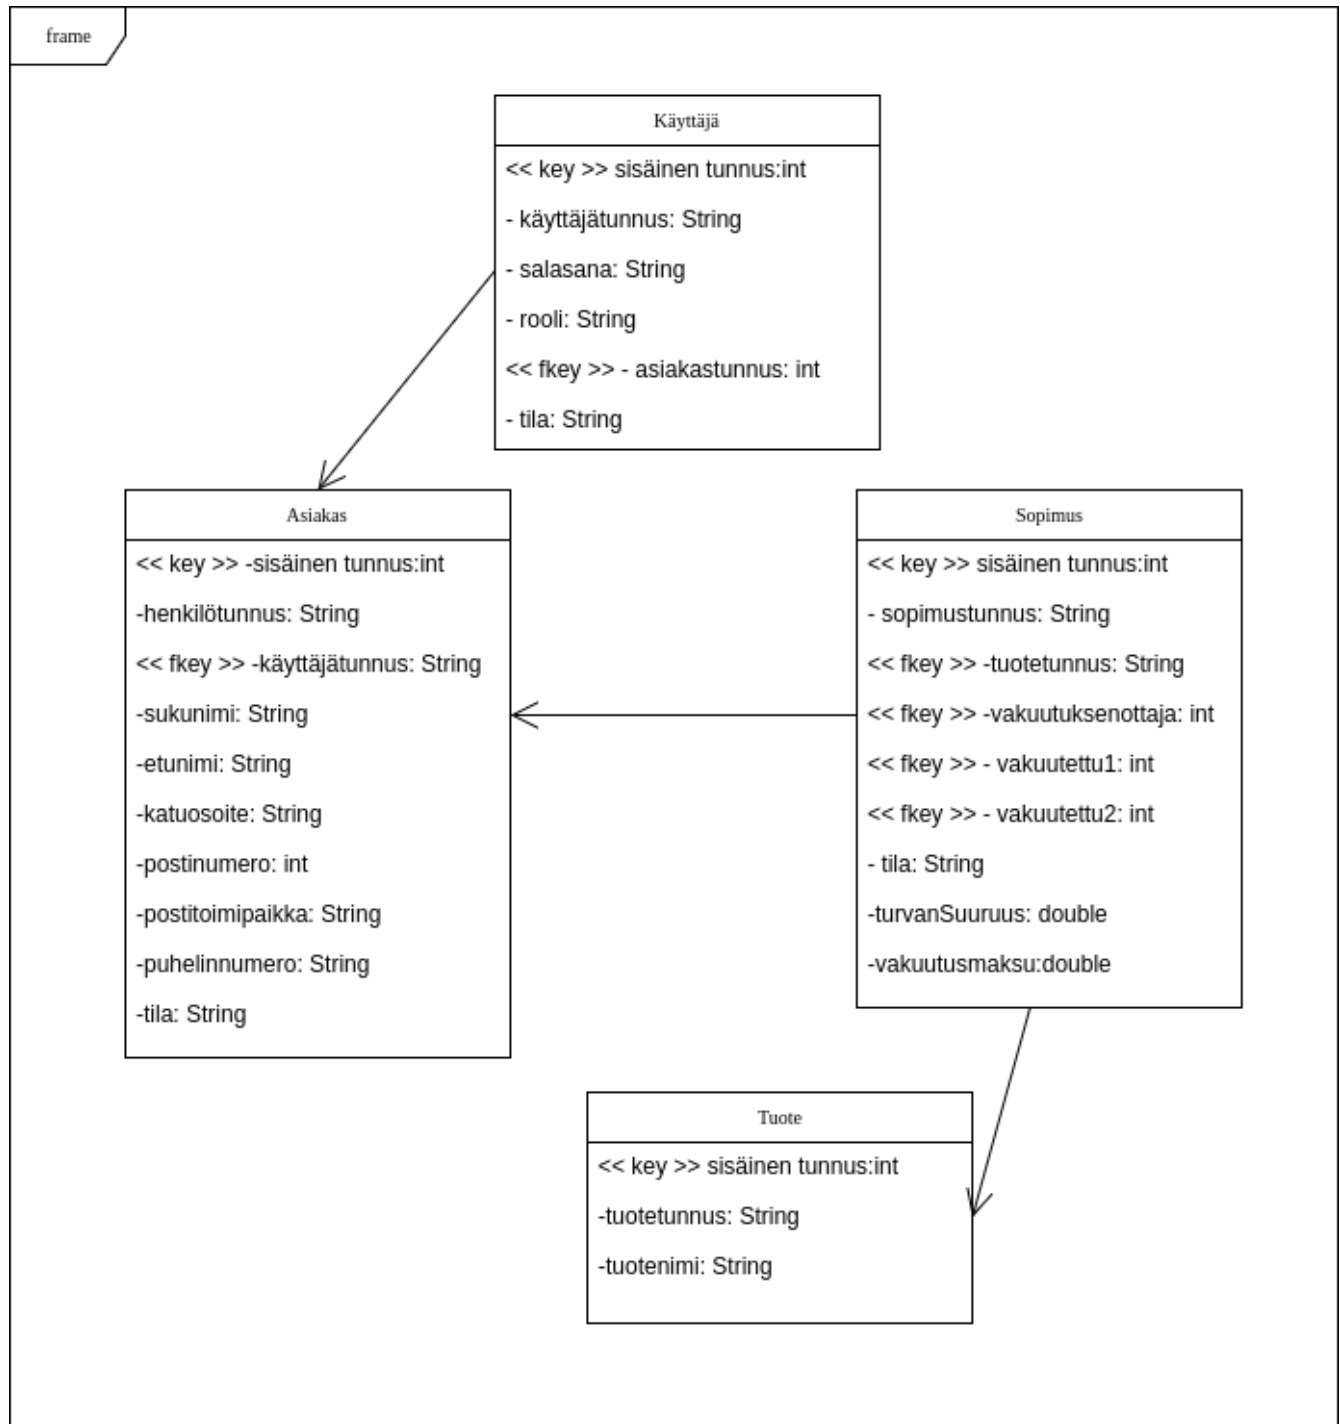 frame
Käyttäjä
<< key >> sisäinen tunnus:int
- käyttäjätunnus: String
- salasana: String
- rooli: String
<< fkey >> - asiakastunnus: int
- tila: String
Asiakas
<< key >> -sisäinen tunnus:int
-henkilötunnus: String
<< fkey >> -käyttäjätunnus: String
-sukunimi: String
-etunimi: String
-katuosoite: String
-postinumero: int
-postitoimipaikka: String
-puhelinnumero: String
-tila: String
Sopimus
<< key >> sisäinen tunnus:int
- sopimustunnus: String
<< fkey >> -tuotetunnus: String
<< fkey >> -vakuutuksenottaja: int
<< fkey >> - vakuutettu1: int
<< fkey >> - vakuutettu2: int
- tila: String
-turvanSuuruus: double
-vakuutusmaksu:double
Tuote
<< key >> sisäinen tunnus:int
-tuotetunnus: String
-tuotenimi: String